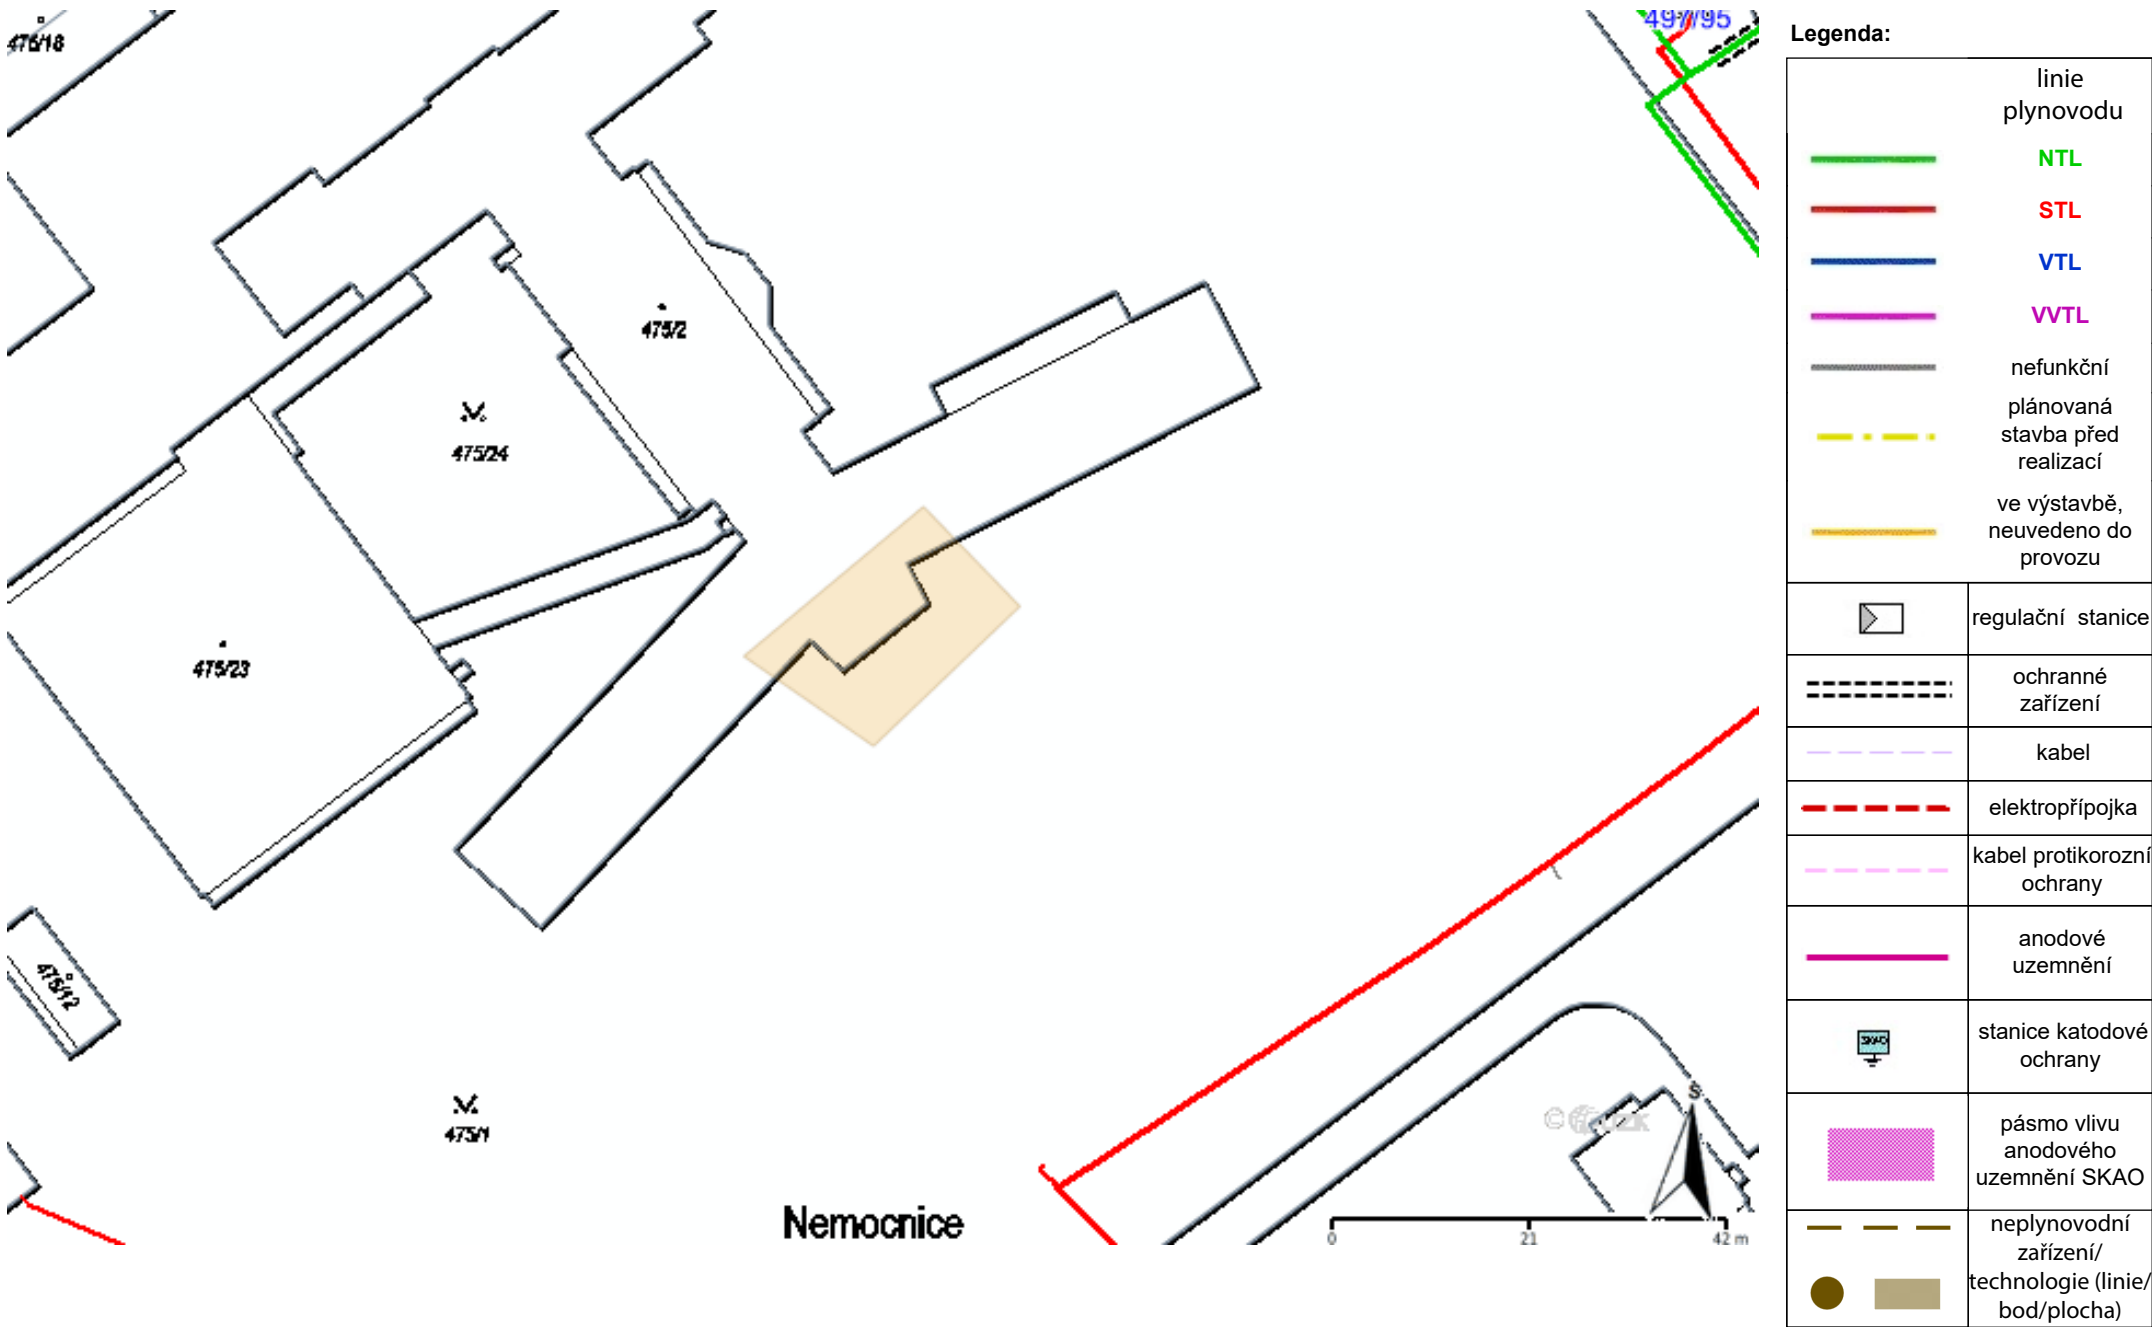 476/18
497/95
475/2
475/24
475/23
475/12
475/1
Nemocnice
S
0 21 42 m
Legenda:
linie
plynovodu
NTL
STL
VTL
VVTL
nefunkční
plánovaná
stavba před
realizací
ve výstavbě,
neuvedeno do
provozu
regulační stanice
ochranné
zařízení
kabel
elektropřípojka
kabel protikorozní
ochrany
anodové
uzemnění
SKAO
stanice katodové
ochrany
pásmo vlivu
anodového
uzemnění SKAO
neplynovodní
zařízení/
technologie (linie/
bod/plocha)